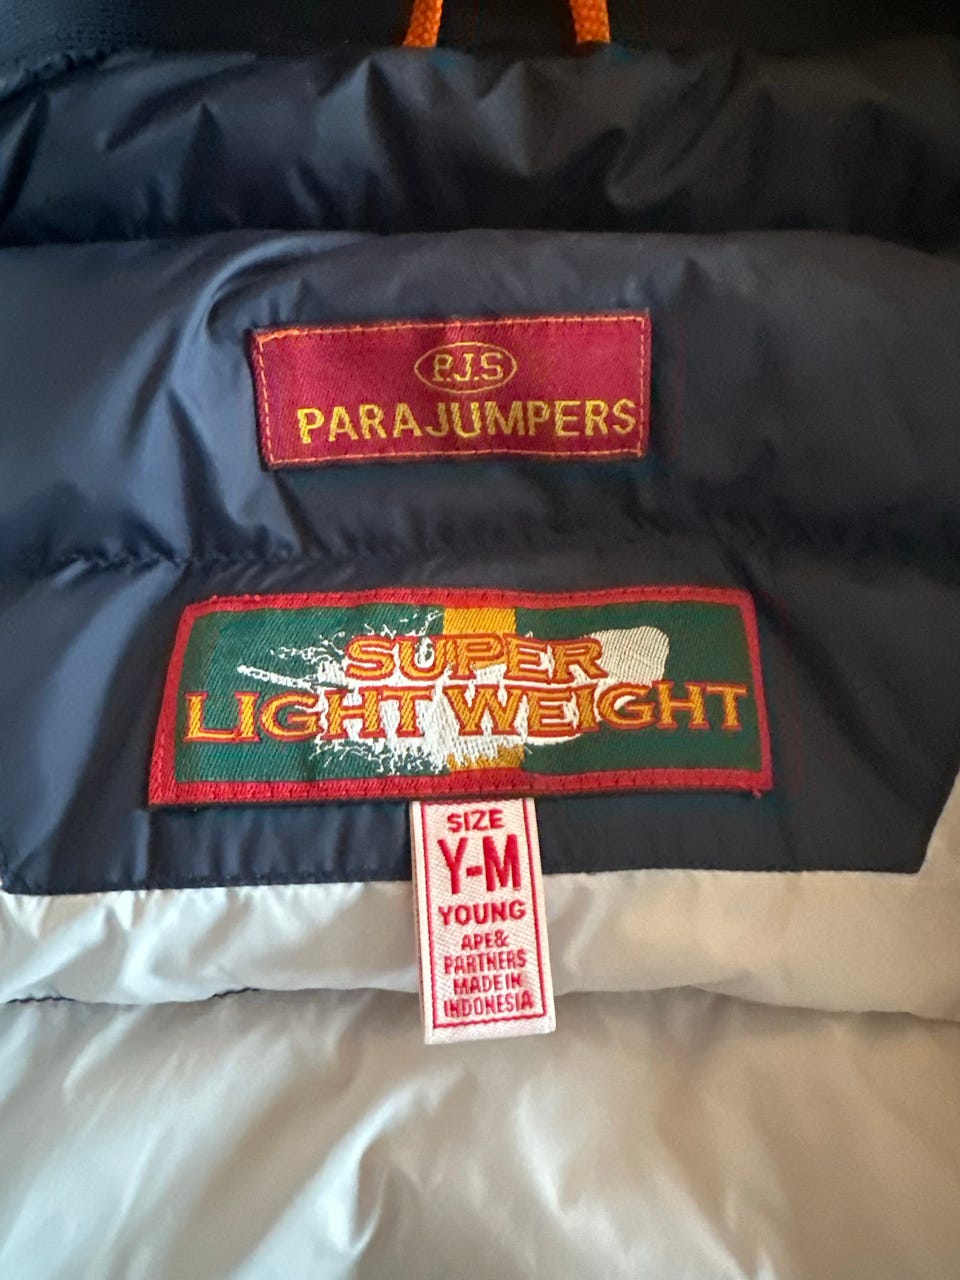 P.J.S
PARAJUMPERS
SUPER
LIGHT WEIGHT
SIZE
Y-M
YOUNG
APE&
PARTNERS
MADE IN
INDONESIA